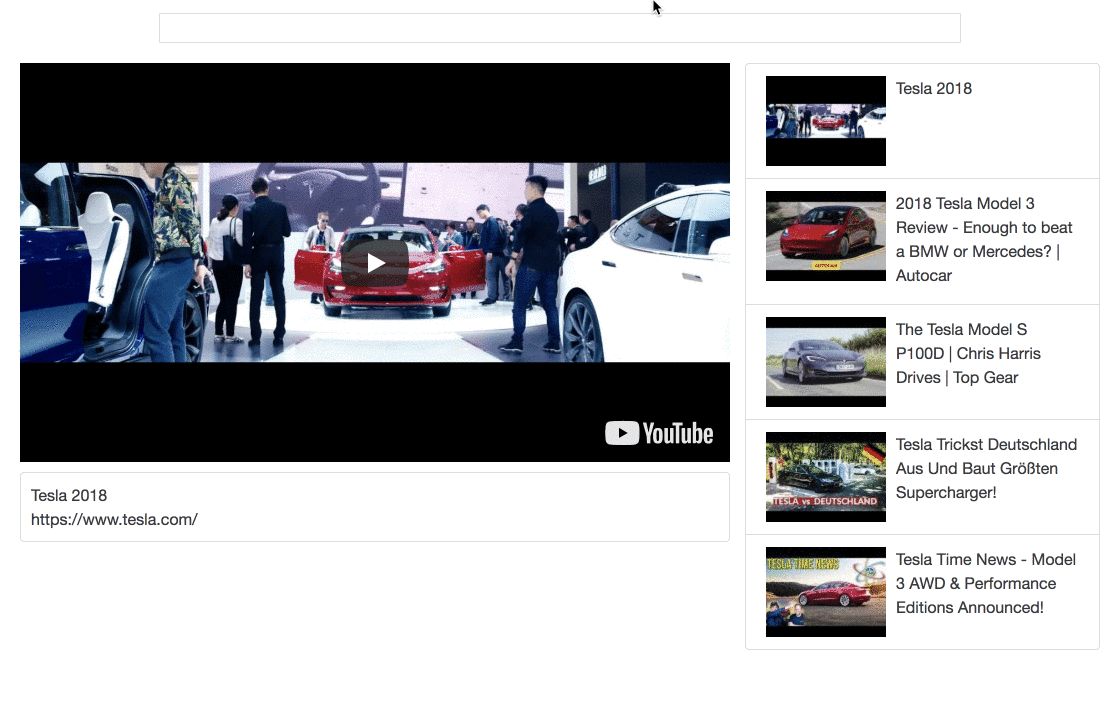 YouTube
Tesla 2018
https://www.tesla.com/
Tesla 2018
2018 Tesla Model 3
Review - Enough to beat
a BMW or Mercedes? |
Autocar
The Tesla Model S
P100D | Chris Harris
Drives | Top Gear
TESLA vs DEUTSCHLAND
Tesla Trickst Deutschland
Aus Und Baut Größten
Supercharger!
TESLA TIME NEWS
Tesla Time News - Model
3 AWD & Performance
Editions Announced!